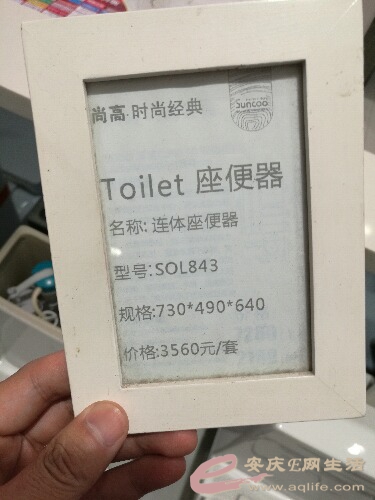 尚高·时尚经典
Suncoo
Toilet 座便器
名称: 连体座便器
型号:SOL843
规格:730*490*640
价格:3560元/套
安庆E网生活
www.aqlife.com